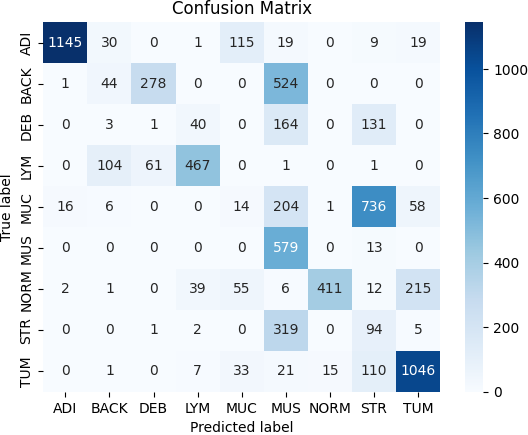 Confusion Matrix
True label
ADI 1145 30 0 1 115 19 0 9 19
BACK 1 44 278 0 0 524 0 0 0
DEB 0 3 1 40 0 164 0 131 0
LYM 0 104 61 467 0 1 0 1 0
MUC 16 6 0 0 14 204 1 736 58
MUS 0 0 0 0 0 579 0 13 0
NORM 2 1 0 39 55 6 411 12 215
STR 0 0 1 2 0 319 0 94 5
TUM 0 1 0 7 33 21 15 110 1046
ADI BACK DEB LYM MUC MUS NORM STR TUM
Predicted label
1000
800
600
400
200
0